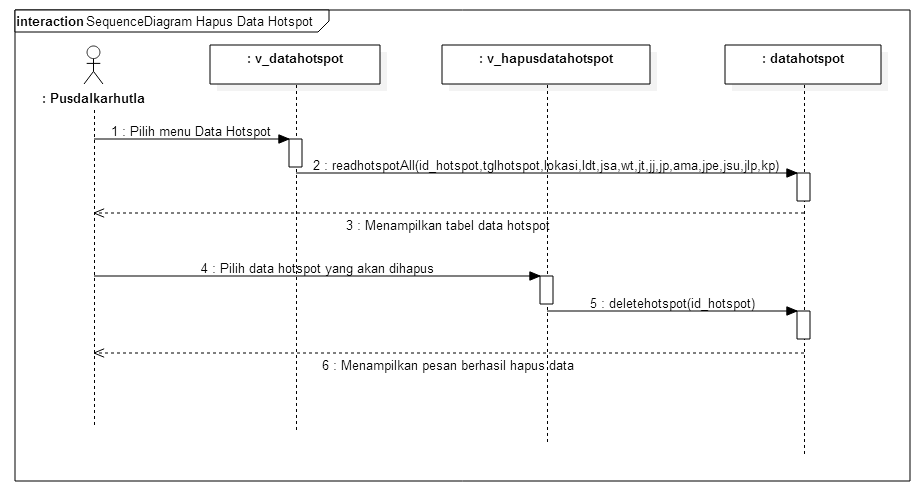 interaction SequenceDiagram Hapus Data Hotspot
: Pusdalkarhutla
: v_datahotspot
: v_hapusdatahotspot
: datahotspot
1 : Pilih menu Data Hotspot
2 : readhotspotAll(id_hotspot,tglhotspot,lokasi,ldt,jsa,wt,jt,jj,jp,ama,jpe,jsu,jlp,kp)
3 : Menampilkan tabel data hotspot
4 : Pilih data hotspot yang akan dihapus
5 : deletehotspot(id_hotspot)
6 : Menampilkan pesan berhasil hapus data